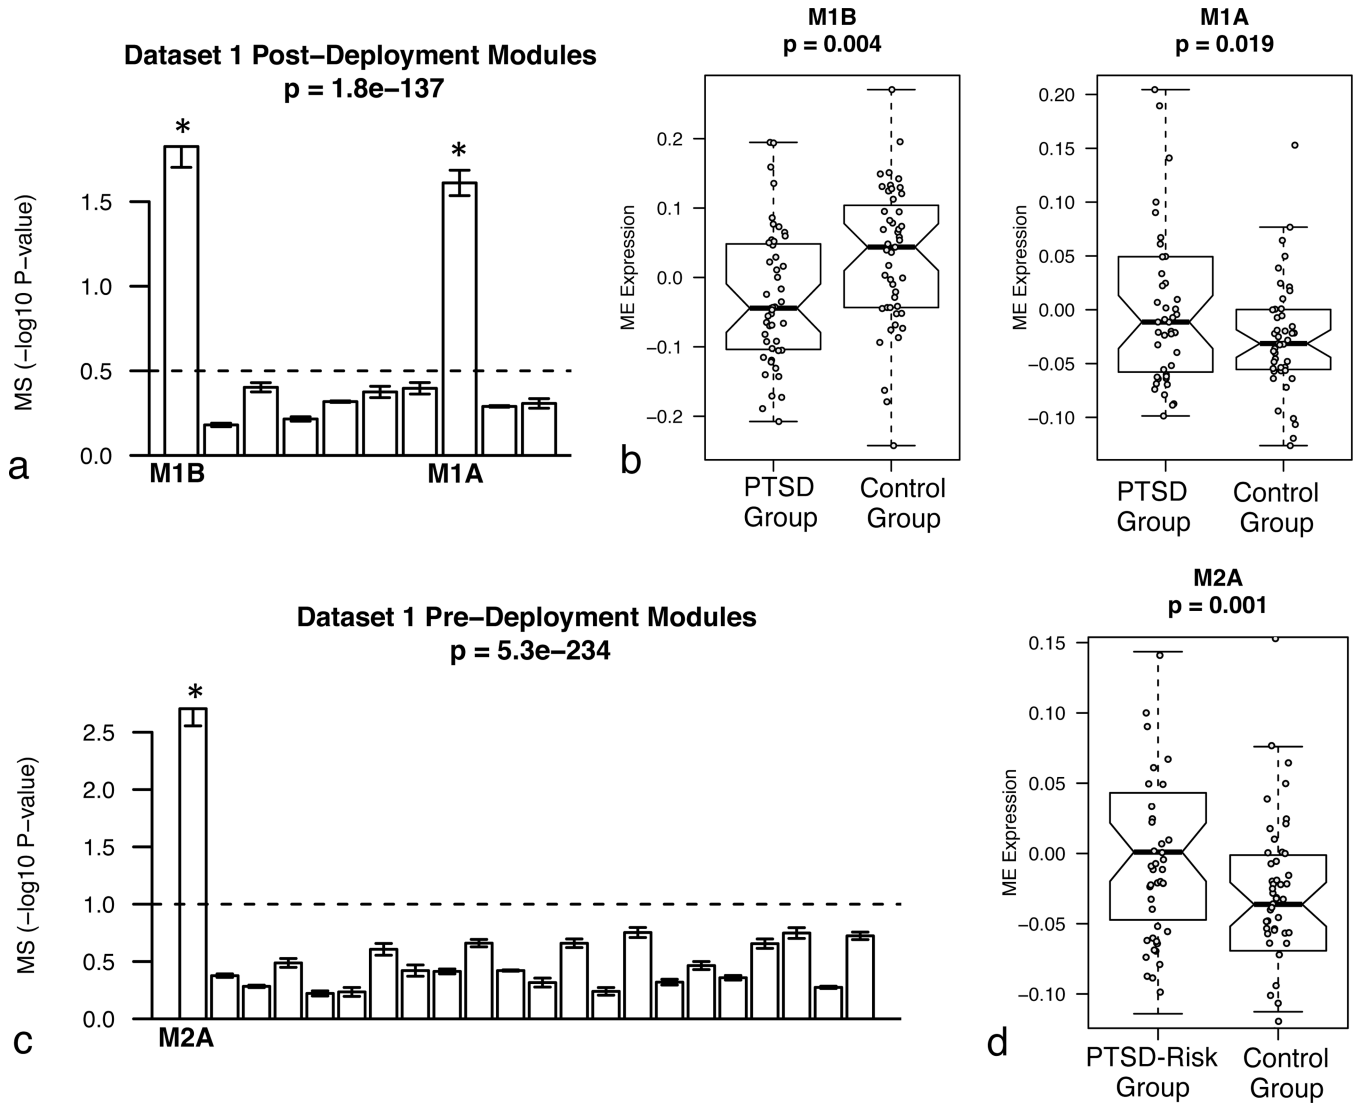 Dataset 1 Post–Deployment Modules
p = 1.8e–137
MS (–log10 P–value)
1.5
1.0
0.5
0.0
*
*
M1B
M1A
a
M1B
p = 0.004
ME Expression
0.2
0.1
0.0
–0.1
–0.2
PTSD
Group
Control
Group
b
M1A
p = 0.019
ME Expression
0.20
0.15
0.10
0.05
0.00
–0.05
–0.10
PTSD
Group
Control
Group
Dataset 1 Pre–Deployment Modules
p = 5.3e–234
MS (–log10 P–value)
2.5
2.0
1.5
1.0
0.5
0.0
*
M2A
c
M2A
p = 0.001
ME Expression
0.15
0.10
0.05
0.00
–0.05
–0.10
PTSD-Risk
Group
Control
Group
d